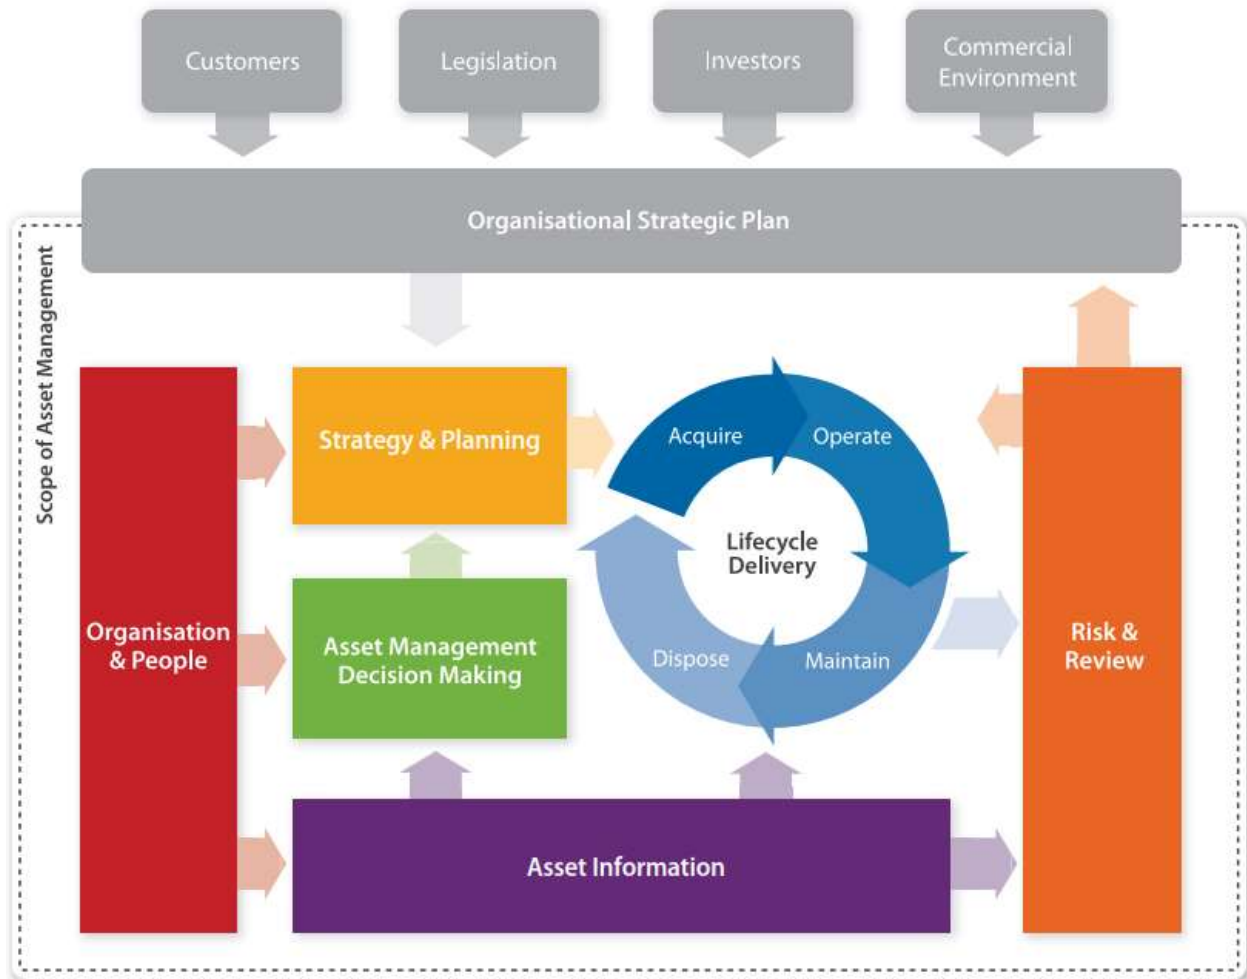 Customers
Legislation
Investors
Commercial
Environment
Organisational Strategic Plan
Scope of Asset Management
Strategy & Planning
Acquire
Operate
Lifecycle
Delivery
Organisation
& People
Asset Management
Decision Making
Dispose
Maintain
Risk &
Review
Asset Information